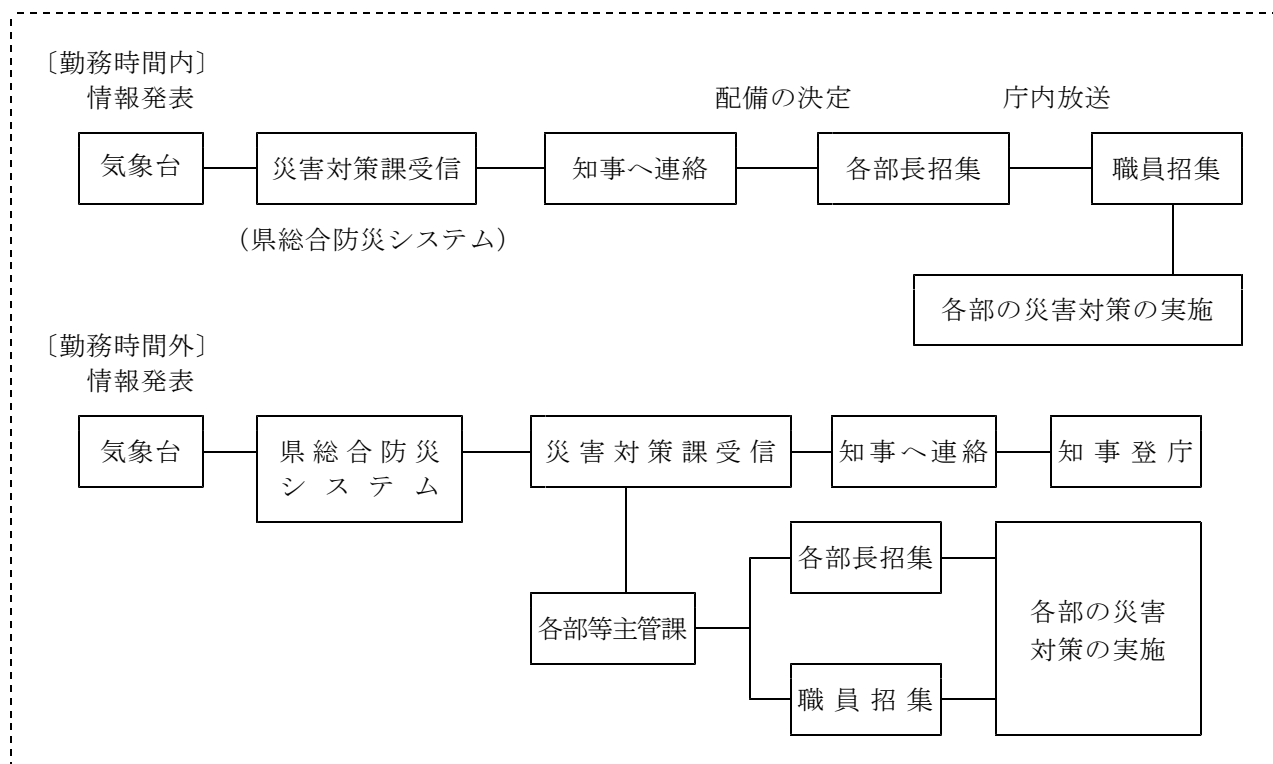 〔勤務時間内〕
情報発表
配備の決定
庁内放送
気象台
災害対策課受信
知事へ連絡
各部長招集
職員招集
（県総合防災システム）
各部の災害対策の実施
〔勤務時間外〕
情報発表
気象台
県総合防災
システム
災害対策課受信
知事へ連絡
知事登庁
各部長招集
各部等主管課
各部の災害
対策の実施
職員招集